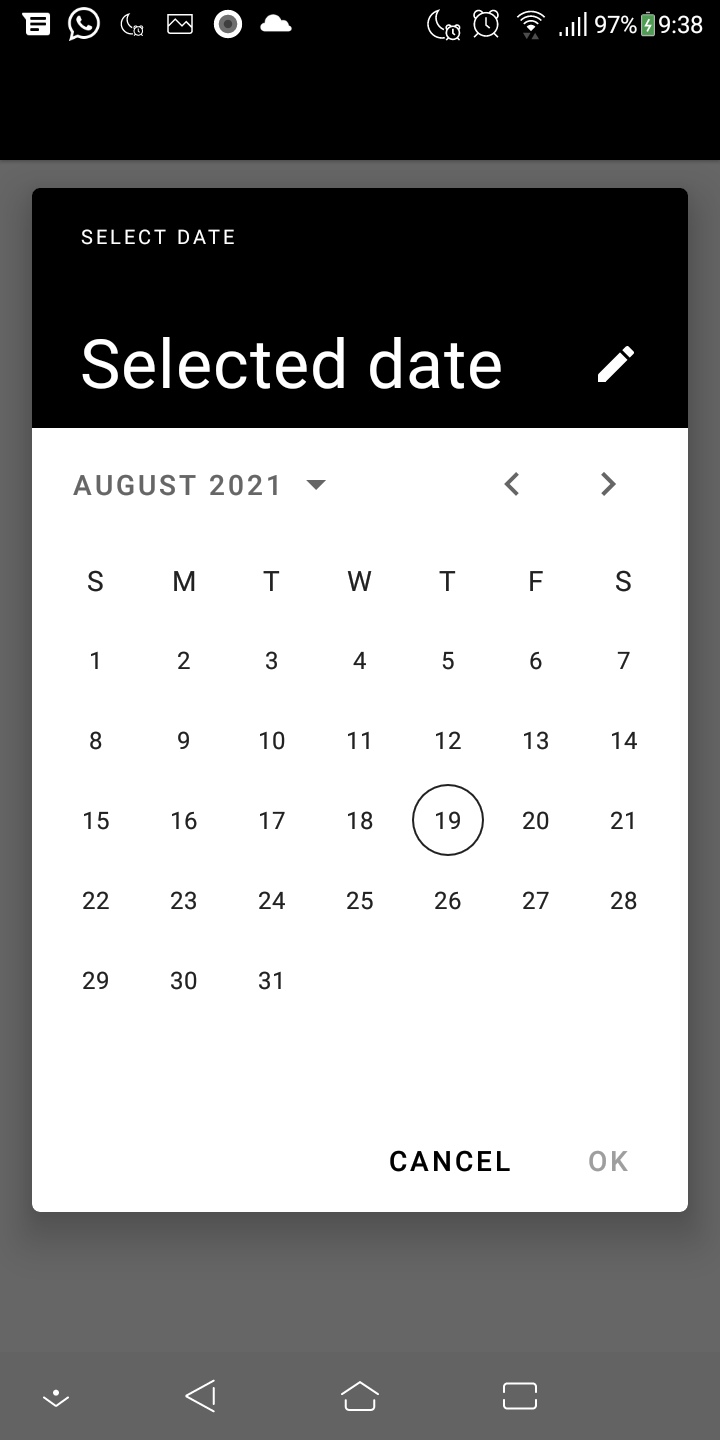 97% 9:38
SELECT DATE
Selected date
AUGUST 2021
S M T W T F S
1 2 3 4 5 6 7
8 9 10 11 12 13 14
15 16 17 18 19 20 21
22 23 24 25 26 27 28
29 30 31
CANCEL OK